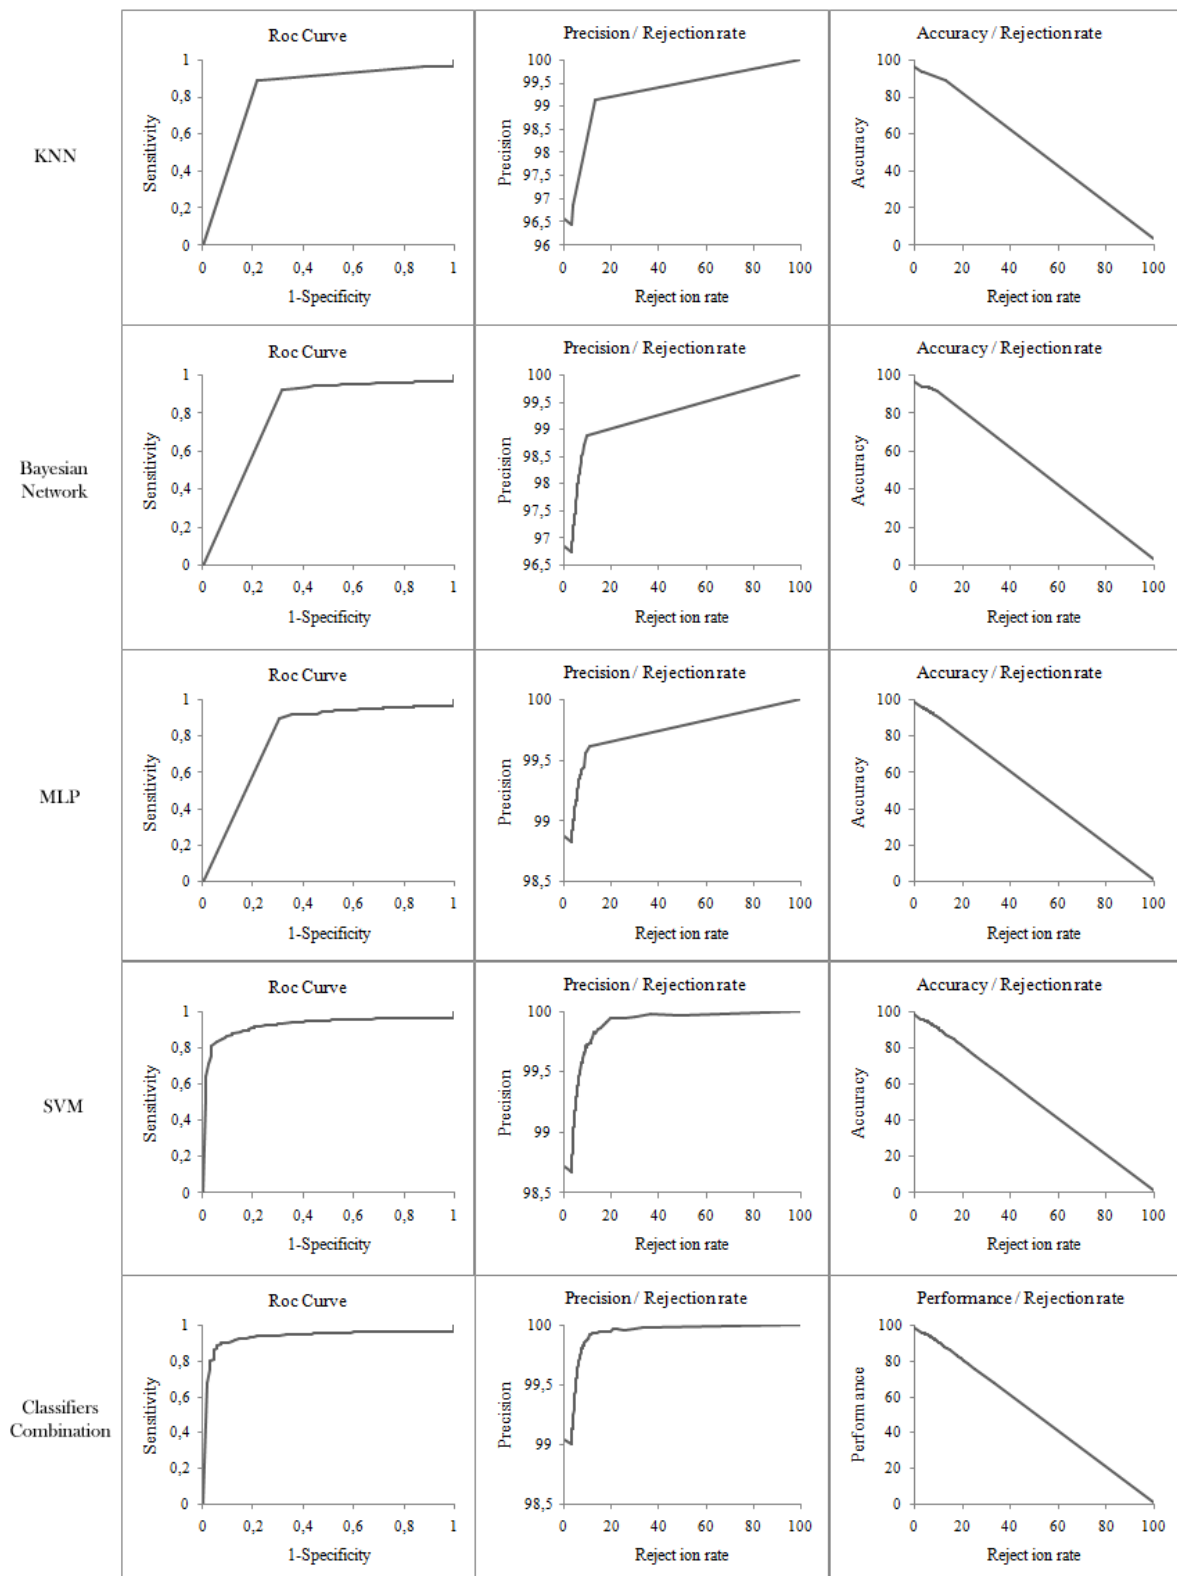 KNN
Roc Curve
Sensitivity
1
0,8
0,6
0,4
0,2
0
0 0,2 0,4 0,6 0,8 1
1-Specificity
Precision / Rejection rate
Precision
100
99,5
99
98,5
98
97,5
97
96,5
96
0 20 40 60 80 100
Reject ion rate
Accuracy / Rejection rate
Accuracy
100
80
60
40
20
0
0 20 40 60 80 100
Reject ion rate
Bayesian
Network
Roc Curve
Sensitivity
1
0,8
0,6
0,4
0,2
0
0 0,2 0,4 0,6 0,8 1
1-Specificity
Precision / Rejection rate
Precision
100
99,5
99
98,5
98
97,5
97
96,5
0 20 40 60 80 100
Reject ion rate
Accuracy / Rejection rate
Accuracy
100
80
60
40
20
0
0 20 40 60 80 100
Reject ion rate
MLP
Roc Curve
Sensitivity
1
0,8
0,6
0,4
0,2
0
0 0,2 0,4 0,6 0,8 1
1-Specificity
Precision / Rejection rate
Precision
100
99,5
99
98,5
0 20 40 60 80 100
Reject ion rate
Accuracy / Rejection rate
Accuracy
100
80
60
40
20
0
0 20 40 60 80 100
Reject ion rate
SVM
Roc Curve
Sensitivity
1
0,8
0,6
0,4
0,2
0
0 0,2 0,4 0,6 0,8 1
1-Specificity
Precision / Rejection rate
Precision
100
99,5
99
98,5
0 20 40 60 80 100
Reject ion rate
Accuracy / Rejection rate
Accuracy
100
80
60
40
20
0
0 20 40 60 80 100
Reject ion rate
Classifiers
Combination
Roc Curve
Sensitivity
1
0,8
0,6
0,4
0,2
0
0 0,2 0,4 0,6 0,8 1
1-Specificity
Precision / Rejection rate
Precision
100
99,5
99
98,5
0 20 40 60 80 100
Reject ion rate
Performance / Rejection rate
Performance
100
80
60
40
20
0
0 20 40 60 80 100
Reject ion rate